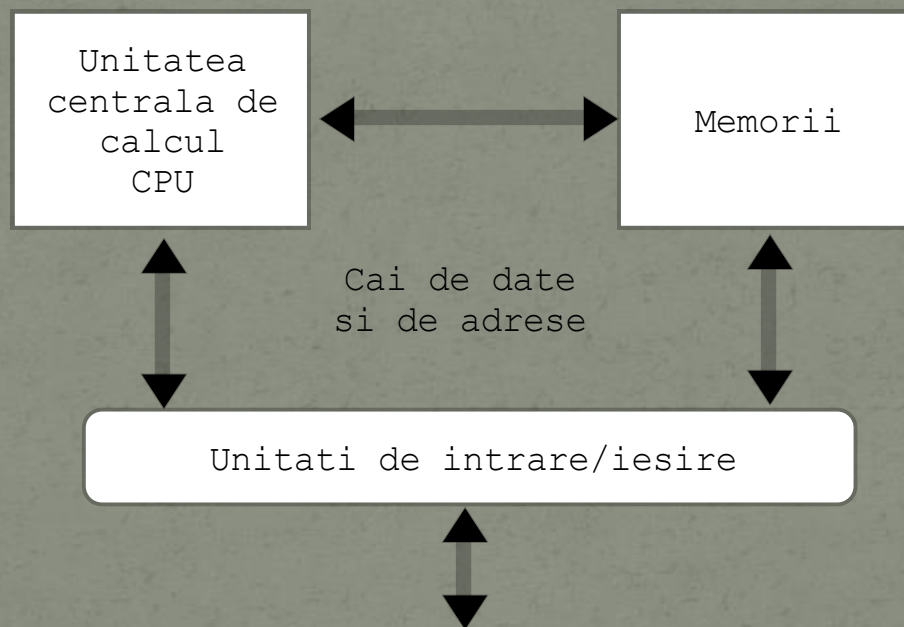 Unitatea
centrala de
calcul
CPU
Memorii
Cai de date
si de adrese
Unitati de intrare/iesire